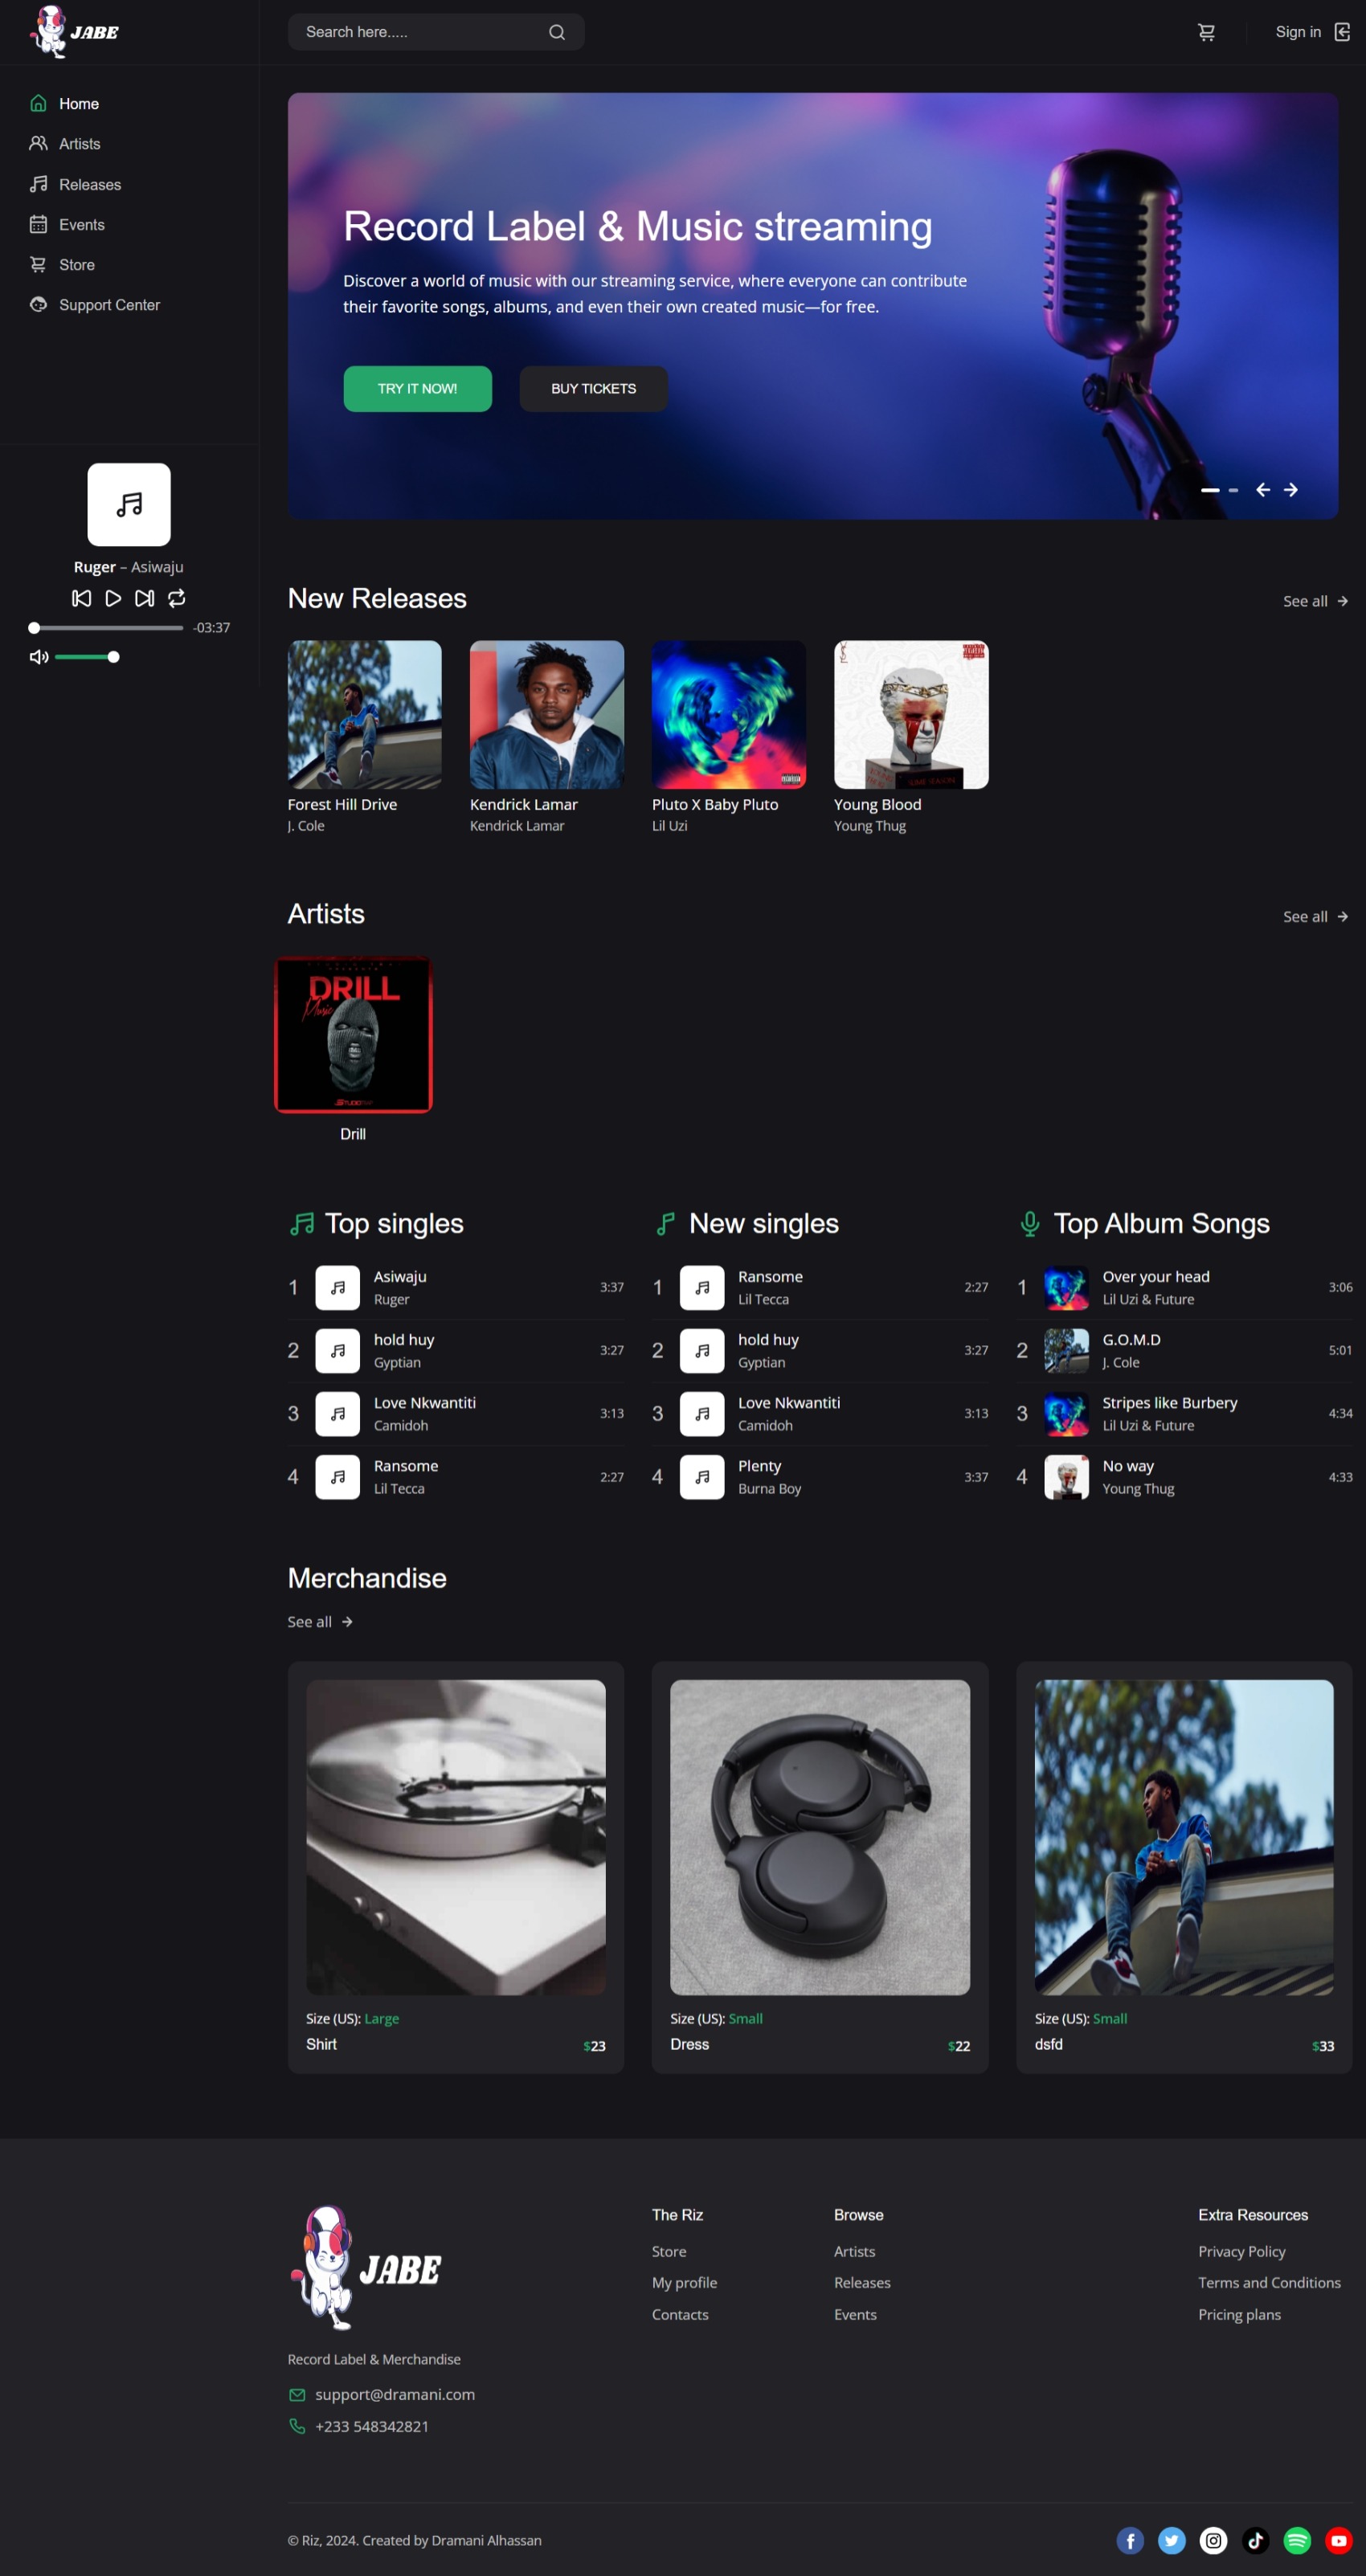 JABE
Search here.....
Sign in
Home
Artists
Releases
Events
Store
Support Center
Ruger – Asiwaju
-03:37
Record Label & Music streaming
Discover a world of music with our streaming service, where everyone can contribute
their favorite songs, albums, and even their own created music—for free.
TRY IT NOW!
BUY TICKETS
New Releases
See all
Forest Hill Drive
J. Cole
Kendrick Lamar
Kendrick Lamar
Pluto X Baby Pluto
Lil Uzi
Young Blood
Young Thug
Artists
See all
DRILL
Music
Drill
Top singles
1
Asiwaju
Ruger
3:37
2
hold huy
Gyptian
3:27
3
Love Nkwantiti
Camidoh
3:13
4
Ransome
Lil Tecca
2:27
New singles
1
Ransome
Lil Tecca
2:27
2
hold huy
Gyptian
3:27
3
Love Nkwantiti
Camidoh
3:13
4
Plenty
Burna Boy
3:37
Top Album Songs
1
Over your head
Lil Uzi & Future
3:06
2
G.O.M.D
J. Cole
5:01
3
Stripes like Burbery
Lil Uzi & Future
4:34
4
No way
Young Thug
4:33
Merchandise
See all
Size (US): Large
Shirt
$23
Size (US): Small
Dress
$22
Size (US): Small
dsfd
$33
JABE
Record Label & Merchandise
support@dramani.com
+233 548342821
The Riz
Store
My profile
Contacts
Browse
Artists
Releases
Events
Extra Resources
Privacy Policy
Terms and Conditions
Pricing plans
© Riz, 2024. Created by Dramani Alhassan